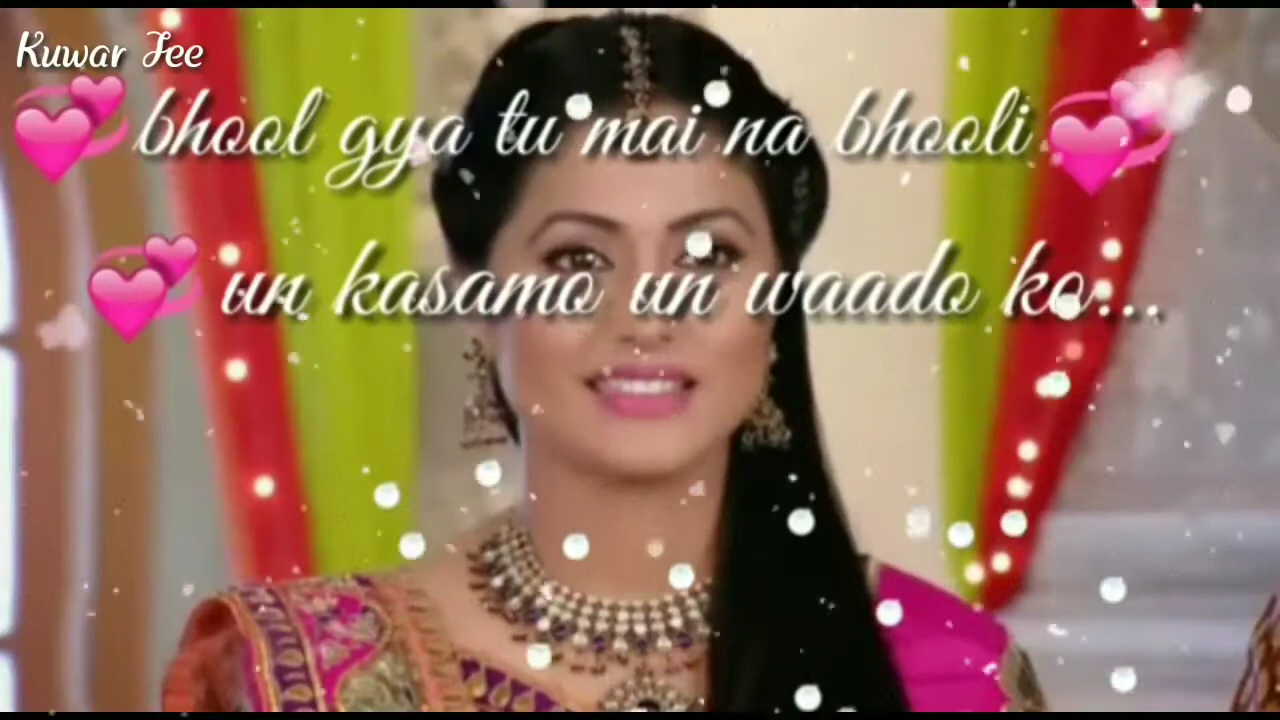 Kuwar Jee
💞bhool gya tu mai na bhooli💞
💞 un kasamo un waado ko...